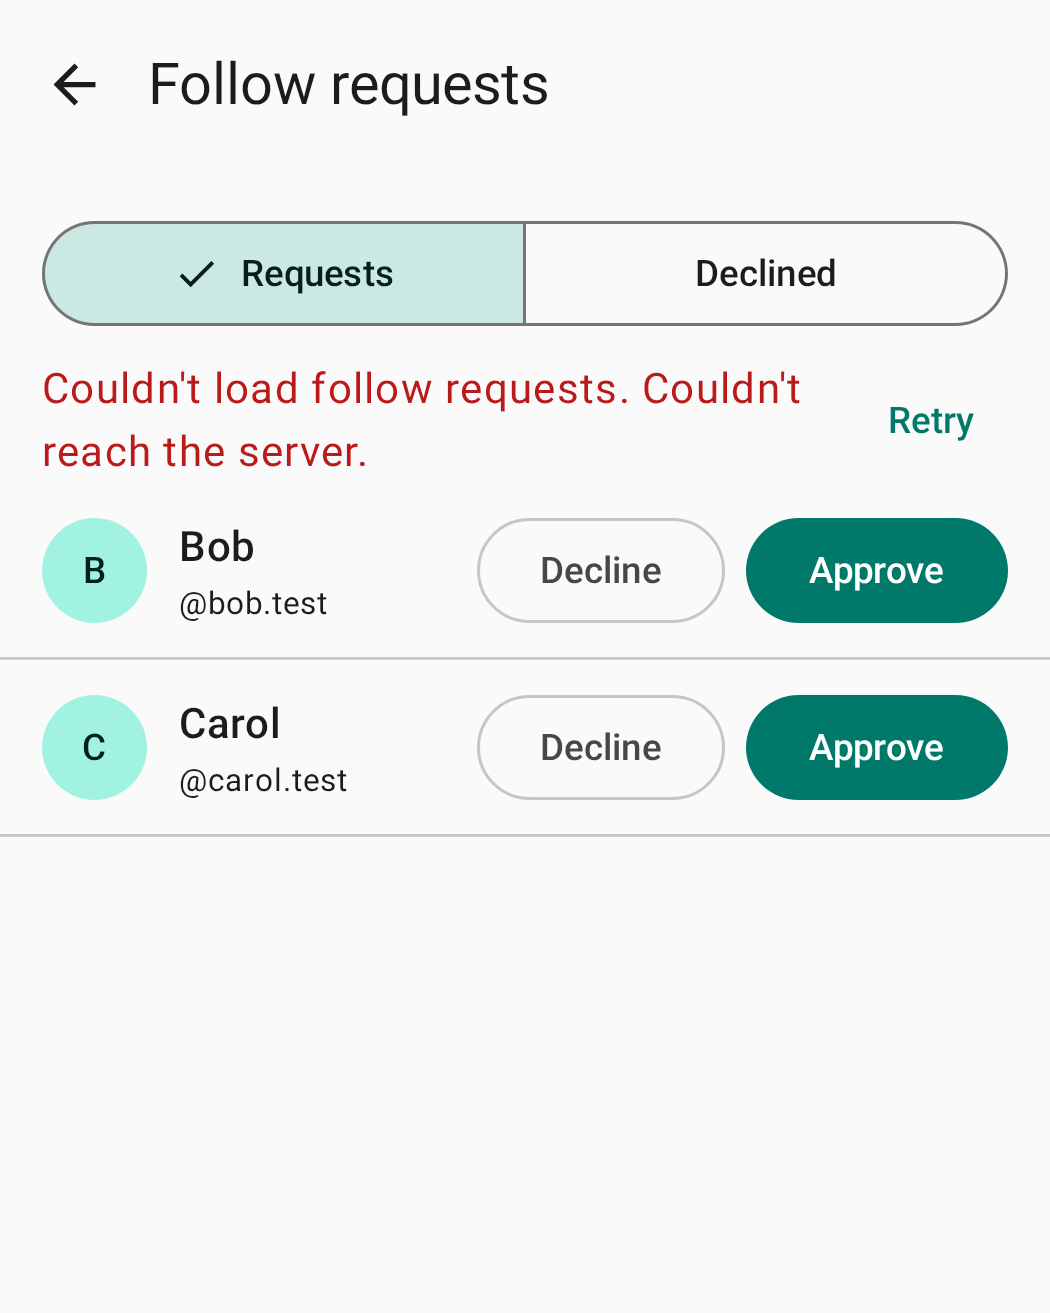 Follow requests
Requests
Declined
Couldn't load follow requests. Couldn't
reach the server.
Retry
B
Bob
@bob.test
Decline
Approve
C
Carol
@carol.test
Decline
Approve